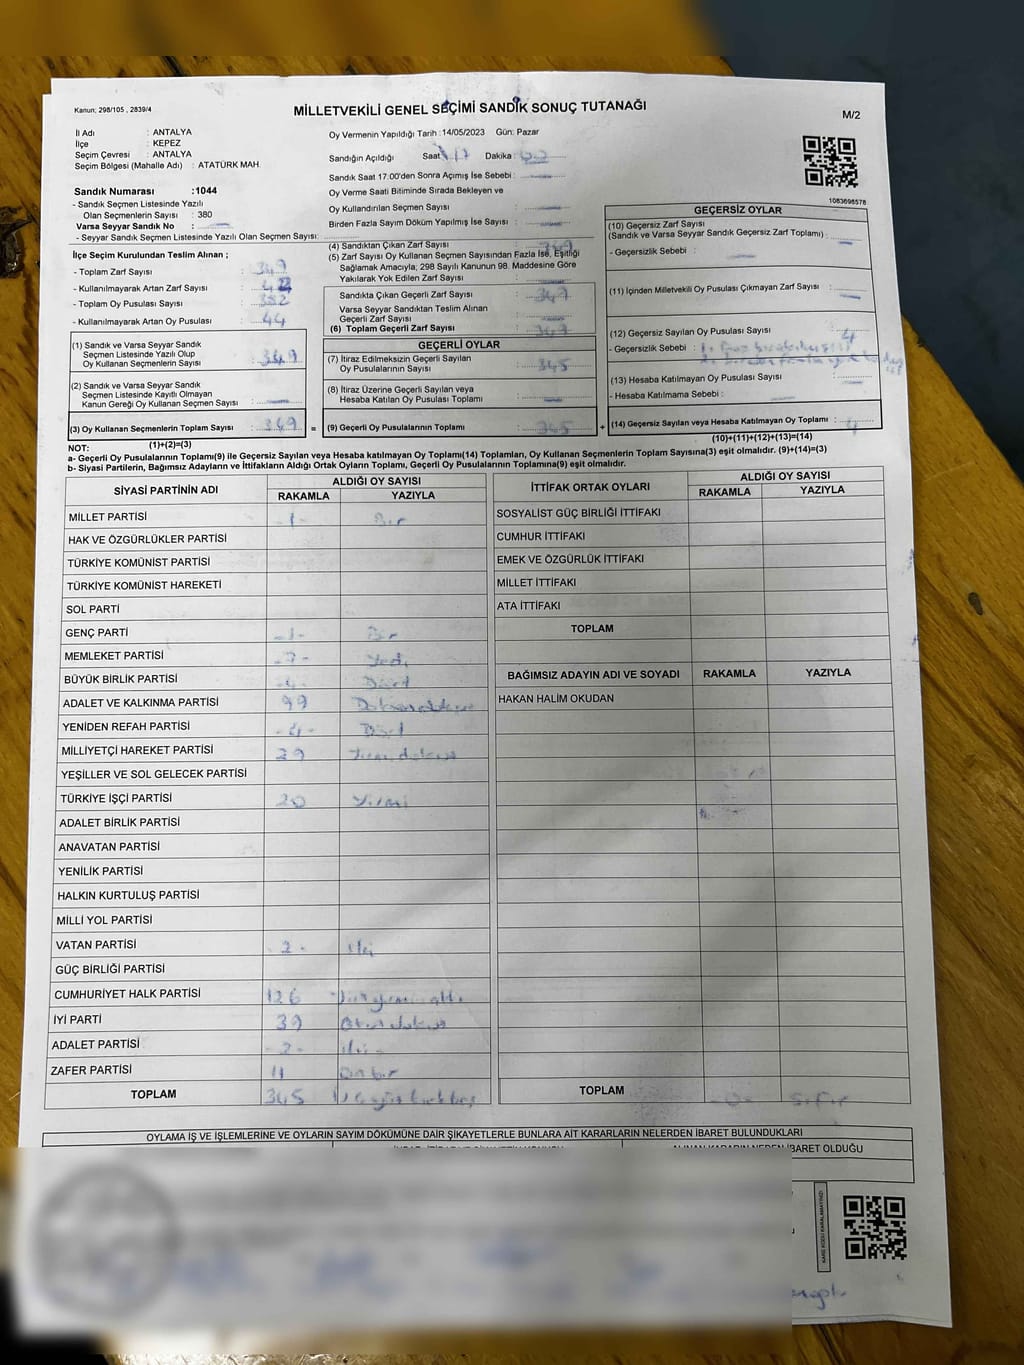 Kanun; 298/105 , 2839/4
MİLLETVEKİLİ GENEL SEÇİMİ SANDIK SONUÇ TUTANAĞI
M/2
İl Adı : ANTALYA
İlçe : KEPEZ
Seçim Çevresi : ANTALYA
Seçim Bölgesi (Mahalle Adı) : ATATÜRK MAH.
Sandık Numarası :1044
- Sandık Seçmen Listesinde Yazılı
Olan Seçmenlerin Sayısı : 380
Varsa Seyyar Sandık No :
- Seyyar Sandık Seçmen Listesinde Yazılı Olan Seçmen Sayısı:
Oy Vermenin Yapıldığı Tarih :14/05/2023 Gün: Pazar
Sandığın Açıldığı Saat: 17 Dakika :
Sandık Saat 17:00'den Sonra Açımış İse Sebebi :
Oy Verme Saati Bitiminde Sırada Bekleyen ve
Oy Kullandırılan Seçmen Sayısı :
Birden Fazla Sayım Döküm Yapılmış İse Sayısı :
1083698578
İlçe Seçim Kurulundan Teslim Alınan ;
- Toplam Zarf Sayısı :
- Kullanılmayarak Artan Zarf Sayısı :
- Toplam Oy Pusulası Sayısı :
- Kullanılmayarak Artan Oy Pusulası : 44
(1) Sandık ve Varsa Seyyar Sandık
Seçmen Listesinde Yazılı Olup
Oy Kullanan Seçmenlerin Sayısı : 349
(2) Sandık ve Varsa Seyyar Sandık
Seçmen Listesinde Kayıtlı Olmayan
Kanun Gereği Oy Kullanan Seçmen Sayısı :
(3) Oy Kullanan Seçmenlerin Toplam Sayısı : 349
(1)+(2)=(3)
(4) Sandıktan Çıkan Zarf Sayısı : 349
(5) Zarf Sayısı Oy Kullanan Seçmen Sayısından Fazla İse, Eşitliği
Sağlamak Amacıyla; 298 Sayılı Kanunun 98. Maddesine Göre
Yakılarak Yok Edilen Zarf Sayısı :
Sandıkta Çıkan Geçerli Zarf Sayısı : 349
Varsa Seyyar Sandıktan Teslim Alınan
Geçerli Zarf Sayısı :
(6) Toplam Geçerli Zarf Sayısı : 349
GEÇERLİ OYLAR
(7) İtiraz Edilmeksizin Geçerli Sayılan
Oy Pusulalarının Sayısı : 345
(8) İtiraz Üzerine Geçerli Sayılan veya
Hesaba Katılan Oy Pusulası Toplamı :
= (9) Geçerli Oy Pusulalarının Toplamı : 345 +
GEÇERSİZ OYLAR
(10) Geçersiz Zarf Sayısı
(Sandık ve Varsa Seyyar Sandık Geçersiz Zarf Toplamı) :
- Geçersizlik Sebebi :
(11) İçinden Milletvekili Oy Pusulası Çıkmayan Zarf Sayısı :
(12) Geçersiz Sayılan Oy Pusulası Sayısı : 4
- Geçersizlik Sebebi :
(13) Hesaba Katılmayan Oy Pusulası Sayısı :
- Hesaba Katılmama Sebebi :
(14) Geçersiz Sayılan veya Hesaba Katılmayan Oy Toplamı : 4
(10)+(11)+(12)+(13)=(14)
NOT:
a- Geçerli Oy Pusulalarının Toplamı(9) ile Geçersiz Sayılan veya Hesaba Katılmayan Oy Toplamı(14) Toplamları, Oy Kullanan Seçmenlerin Toplam Sayısına(3) eşit olmalıdır. (9)+(14)=(3)
b- Siyasi Partilerin, Bağımsız Adayların ve İttifakların Aldığı Ortak Oyların Toplamı, Geçerli Oy Pusulalarının Toplamına(9) eşit olmalıdır.
SİYASİ PARTİNİN ADI ALDIĞI OY SAYISI
RAKAMLA YAZIYLA
MİLLET PARTİSİ -1- Bir
HAK VE ÖZGÜRLÜKLER PARTİSİ
TÜRKİYE KOMÜNİST PARTİSİ
TÜRKİYE KOMÜNİST HAREKETİ
SOL PARTİ
GENÇ PARTİ -1- Bir
MEMLEKET PARTİSİ -7- Yedi
BÜYÜK BİRLİK PARTİSİ -4- Dört
ADALET VE KALKINMA PARTİSİ 99
YENİDEN REFAH PARTİSİ -4- Dört
MİLLİYETÇİ HAREKET PARTİSİ 29
YEŞİLLER VE SOL GELECEK PARTİSİ
TÜRKİYE İŞÇİ PARTİSİ 20 Yirmi
ADALET BİRLİK PARTİSİ
ANAVATAN PARTİSİ
YENİLİK PARTİSİ
HALKIN KURTULUŞ PARTİSİ
MİLLİ YOL PARTİSİ
VATAN PARTİSİ -2- iki
GÜÇ BİRLİĞİ PARTİSİ
CUMHURİYET HALK PARTİSİ 126
İYİ PARTİ 39
ADALET PARTİSİ -2- iki
ZAFER PARTİSİ 11 Onbir
TOPLAM 345
İTTİFAK ORTAK OYLARI ALDIĞI OY SAYISI
RAKAMLA YAZIYLA
SOSYALİST GÜÇ BİRLİĞİ İTTİFAKI
CUMHUR İTTİFAKI
EMEK VE ÖZGÜRLÜK İTTİFAKI
MİLLET İTTİFAKI
ATA İTTİFAKI
TOPLAM
BAĞIMSIZ ADAYIN ADI VE SOYADI RAKAMLA YAZIYLA
HAKAN HALİM OKUDAN
TOPLAM -0- Sıfır
OYLAMA İŞ VE İŞLEMLERİNE VE OYLARIN SAYIM DÖKÜMÜNE DAİR ŞİKAYETLERLE BUNLARA AİT KARARLARIN NELERDEN İBARET BULUNDUKLARI
ALINAN KARARIN NEDEN İBARET OLDUĞU